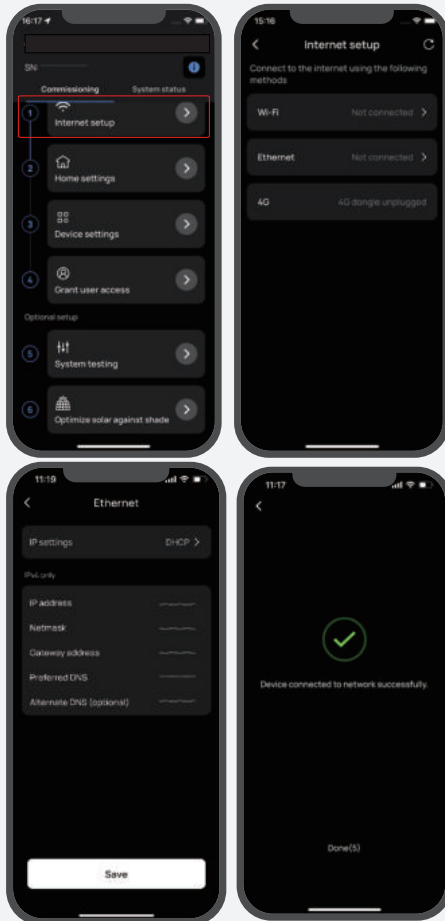 16:17
SN:
Commissioning
System status
1
Internet setup
2
Home settings
3
Device settings
4
Grant user access
Optional setup
5
System testing
6
Optimize solar against shade
15:16
Internet setup
Connect to the internet using the following
methods
Wi-Fi
Not connected
Ethernet
Not connected
4G
4G dongle unplugged
11:19
Ethernet
IP settings
DHCP
IPv4 only
IP address
Netmask
Gateway address
Preferred DNS
Alternate DNS (optional)
Save
11:17
Device connected to network successfully.
Done(5)